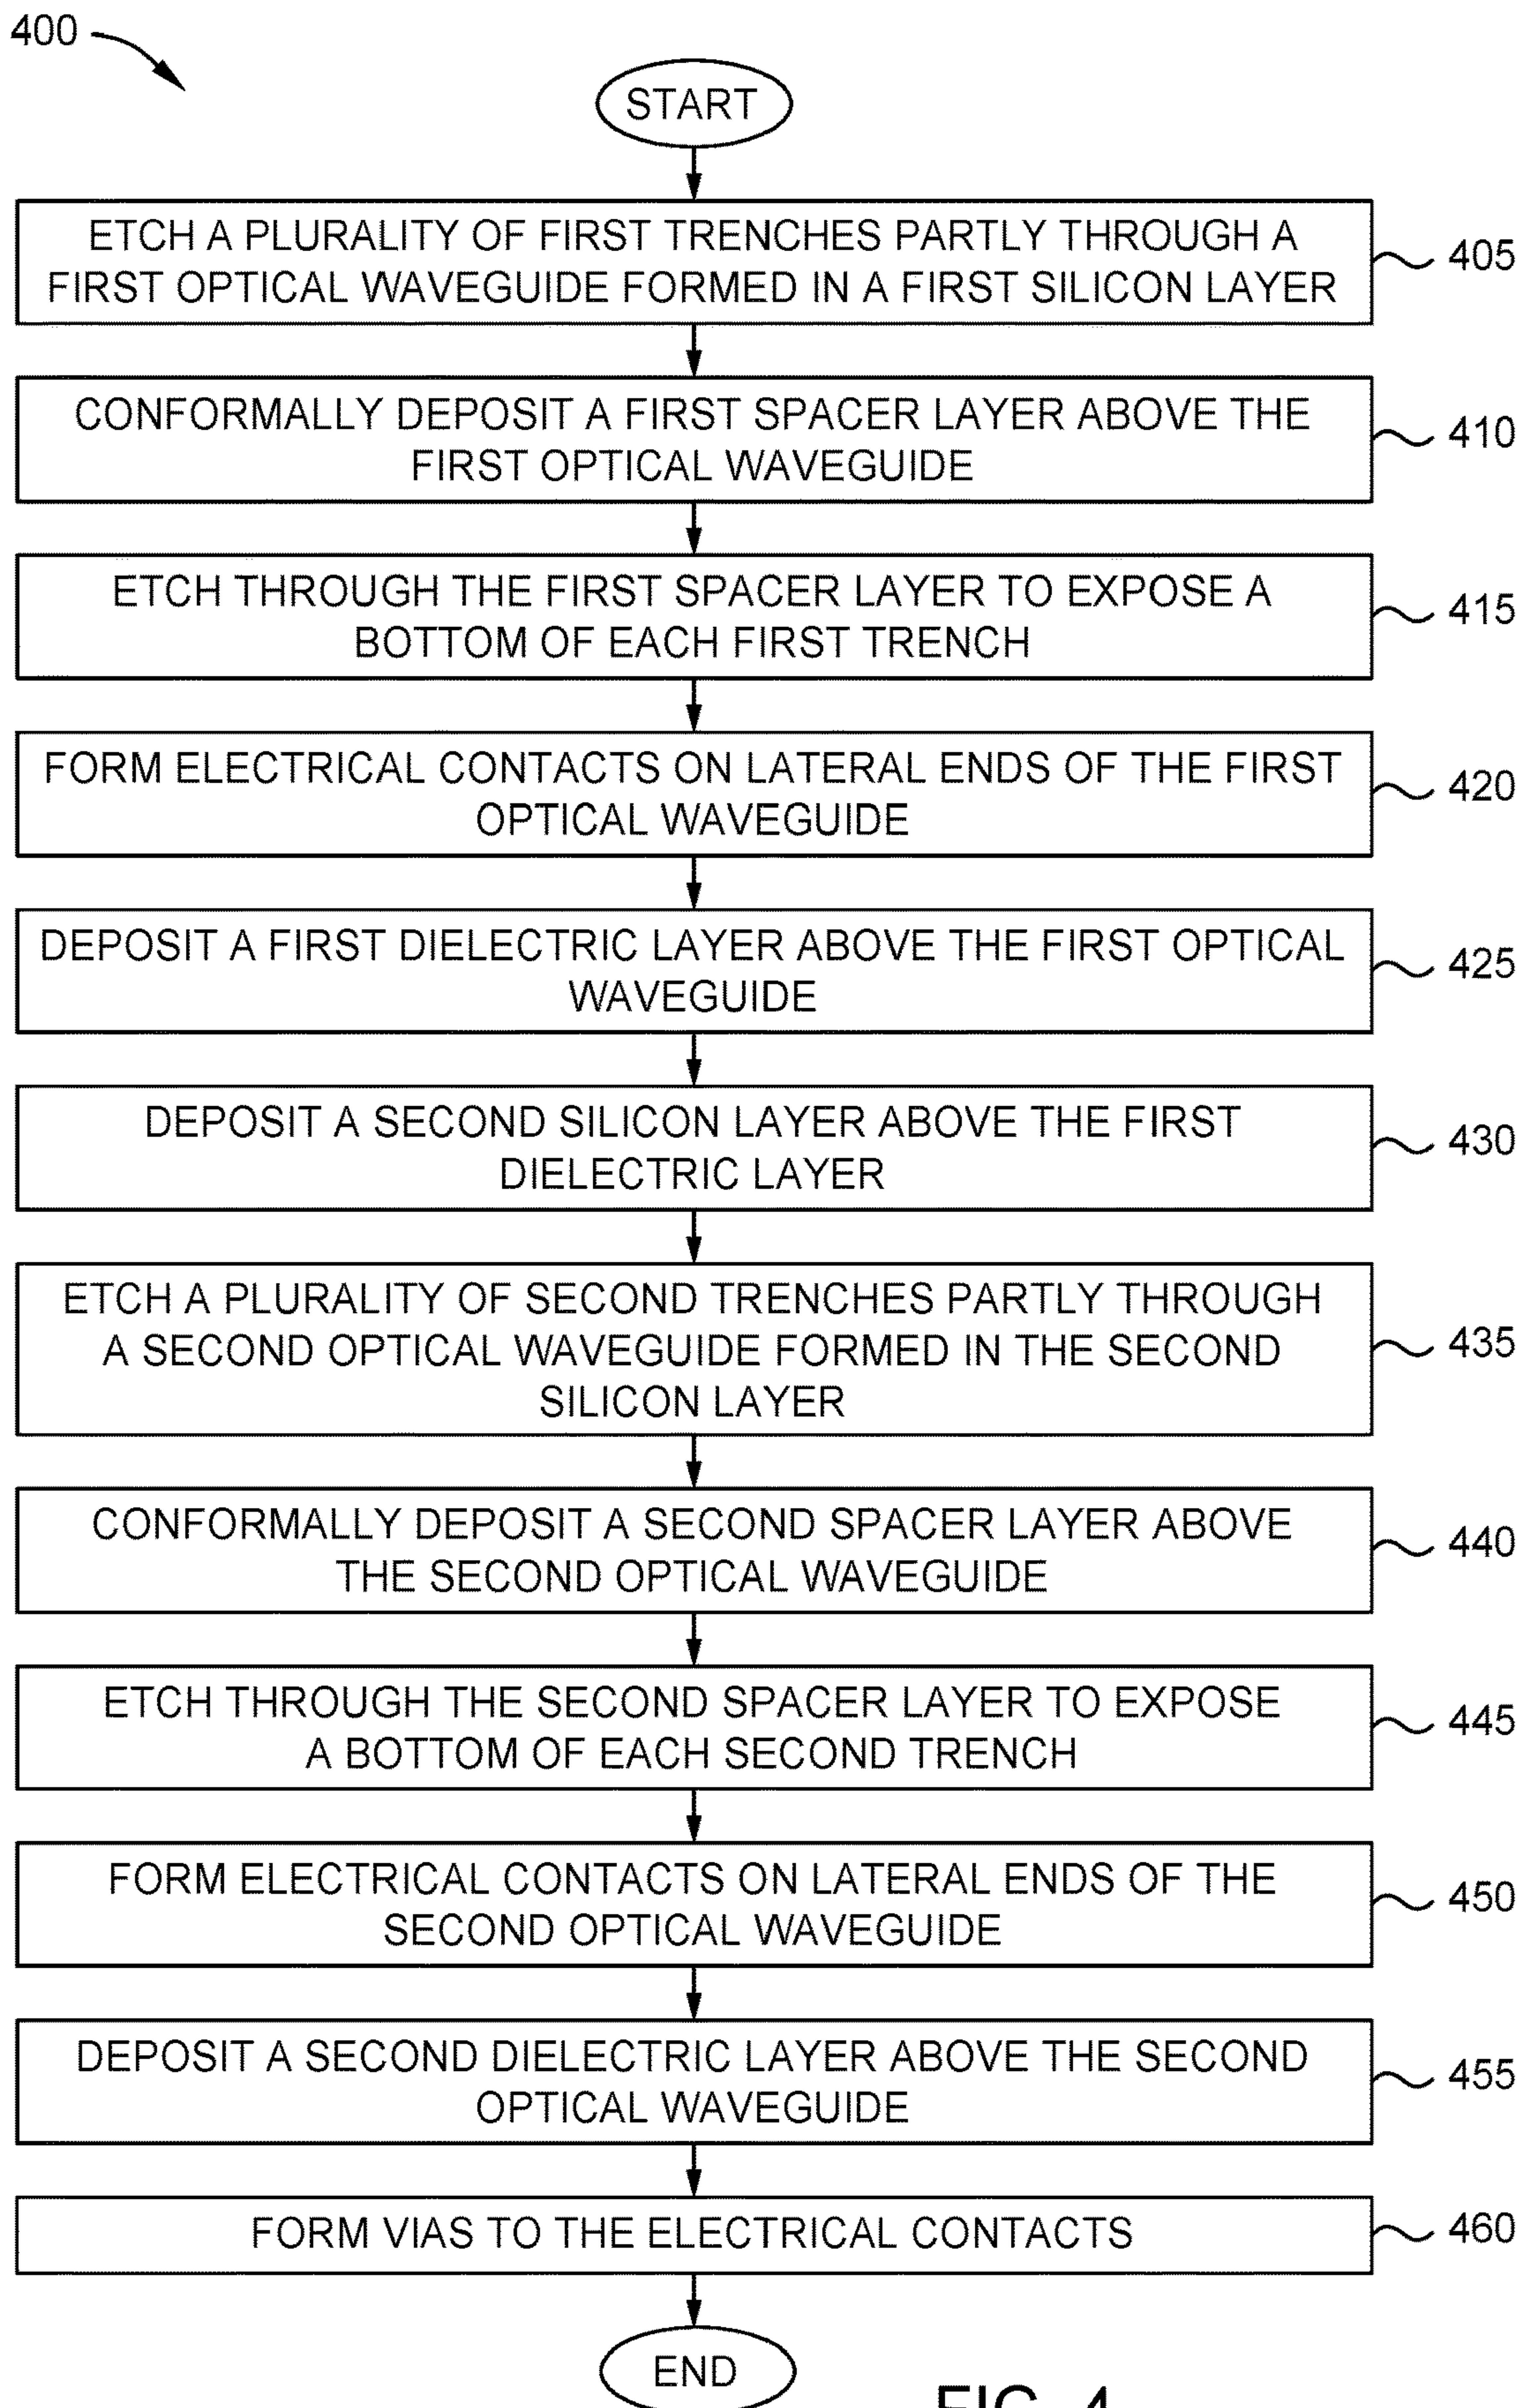 400
START
ETCH A PLURALITY OF FIRST TRENCHES PARTLY THROUGH A
FIRST OPTICAL WAVEGUIDE FORMED IN A FIRST SILICON LAYER
405
CONFORMALLY DEPOSIT A FIRST SPACER LAYER ABOVE THE
FIRST OPTICAL WAVEGUIDE
410
ETCH THROUGH THE FIRST SPACER LAYER TO EXPOSE A
BOTTOM OF EACH FIRST TRENCH
415
FORM ELECTRICAL CONTACTS ON LATERAL ENDS OF THE FIRST
OPTICAL WAVEGUIDE
420
DEPOSIT A FIRST DIELECTRIC LAYER ABOVE THE FIRST OPTICAL
WAVEGUIDE
425
DEPOSIT A SECOND SILICON LAYER ABOVE THE FIRST
DIELECTRIC LAYER
430
ETCH A PLURALITY OF SECOND TRENCHES PARTLY THROUGH
A SECOND OPTICAL WAVEGUIDE FORMED IN THE SECOND
SILICON LAYER
435
CONFORMALLY DEPOSIT A SECOND SPACER LAYER ABOVE
THE SECOND OPTICAL WAVEGUIDE
440
ETCH THROUGH THE SECOND SPACER LAYER TO EXPOSE
A BOTTOM OF EACH SECOND TRENCH
445
FORM ELECTRICAL CONTACTS ON LATERAL ENDS OF THE
SECOND OPTICAL WAVEGUIDE
450
DEPOSIT A SECOND DIELECTRIC LAYER ABOVE THE SECOND
OPTICAL WAVEGUIDE
455
FORM VIAS TO THE ELECTRICAL CONTACTS
460
END
FIG. 4